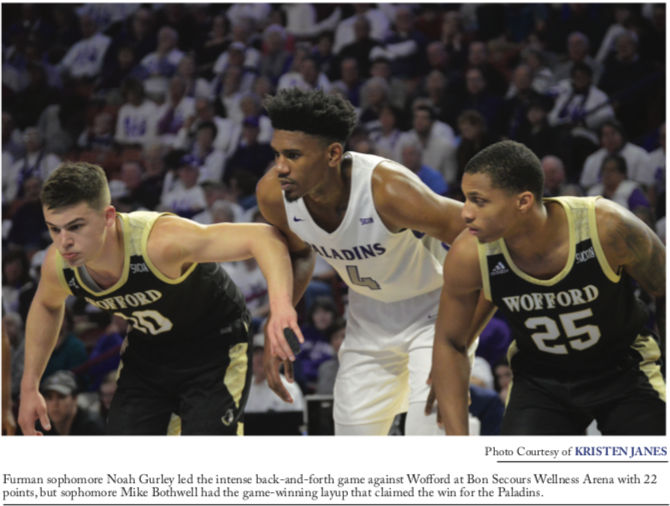 WOFFORD
PALADINS
4
SOCON
WOFFORD
25
Photo Courtesy of KRISTEN JANES
Furman sophomore Noah Gurley led the intense back-and-forth game against Wofford at Bon Secours Wellness Arena with 22
points, but sophomore Mike Bothwell had the game-winning layup that claimed the win for the Paladins.